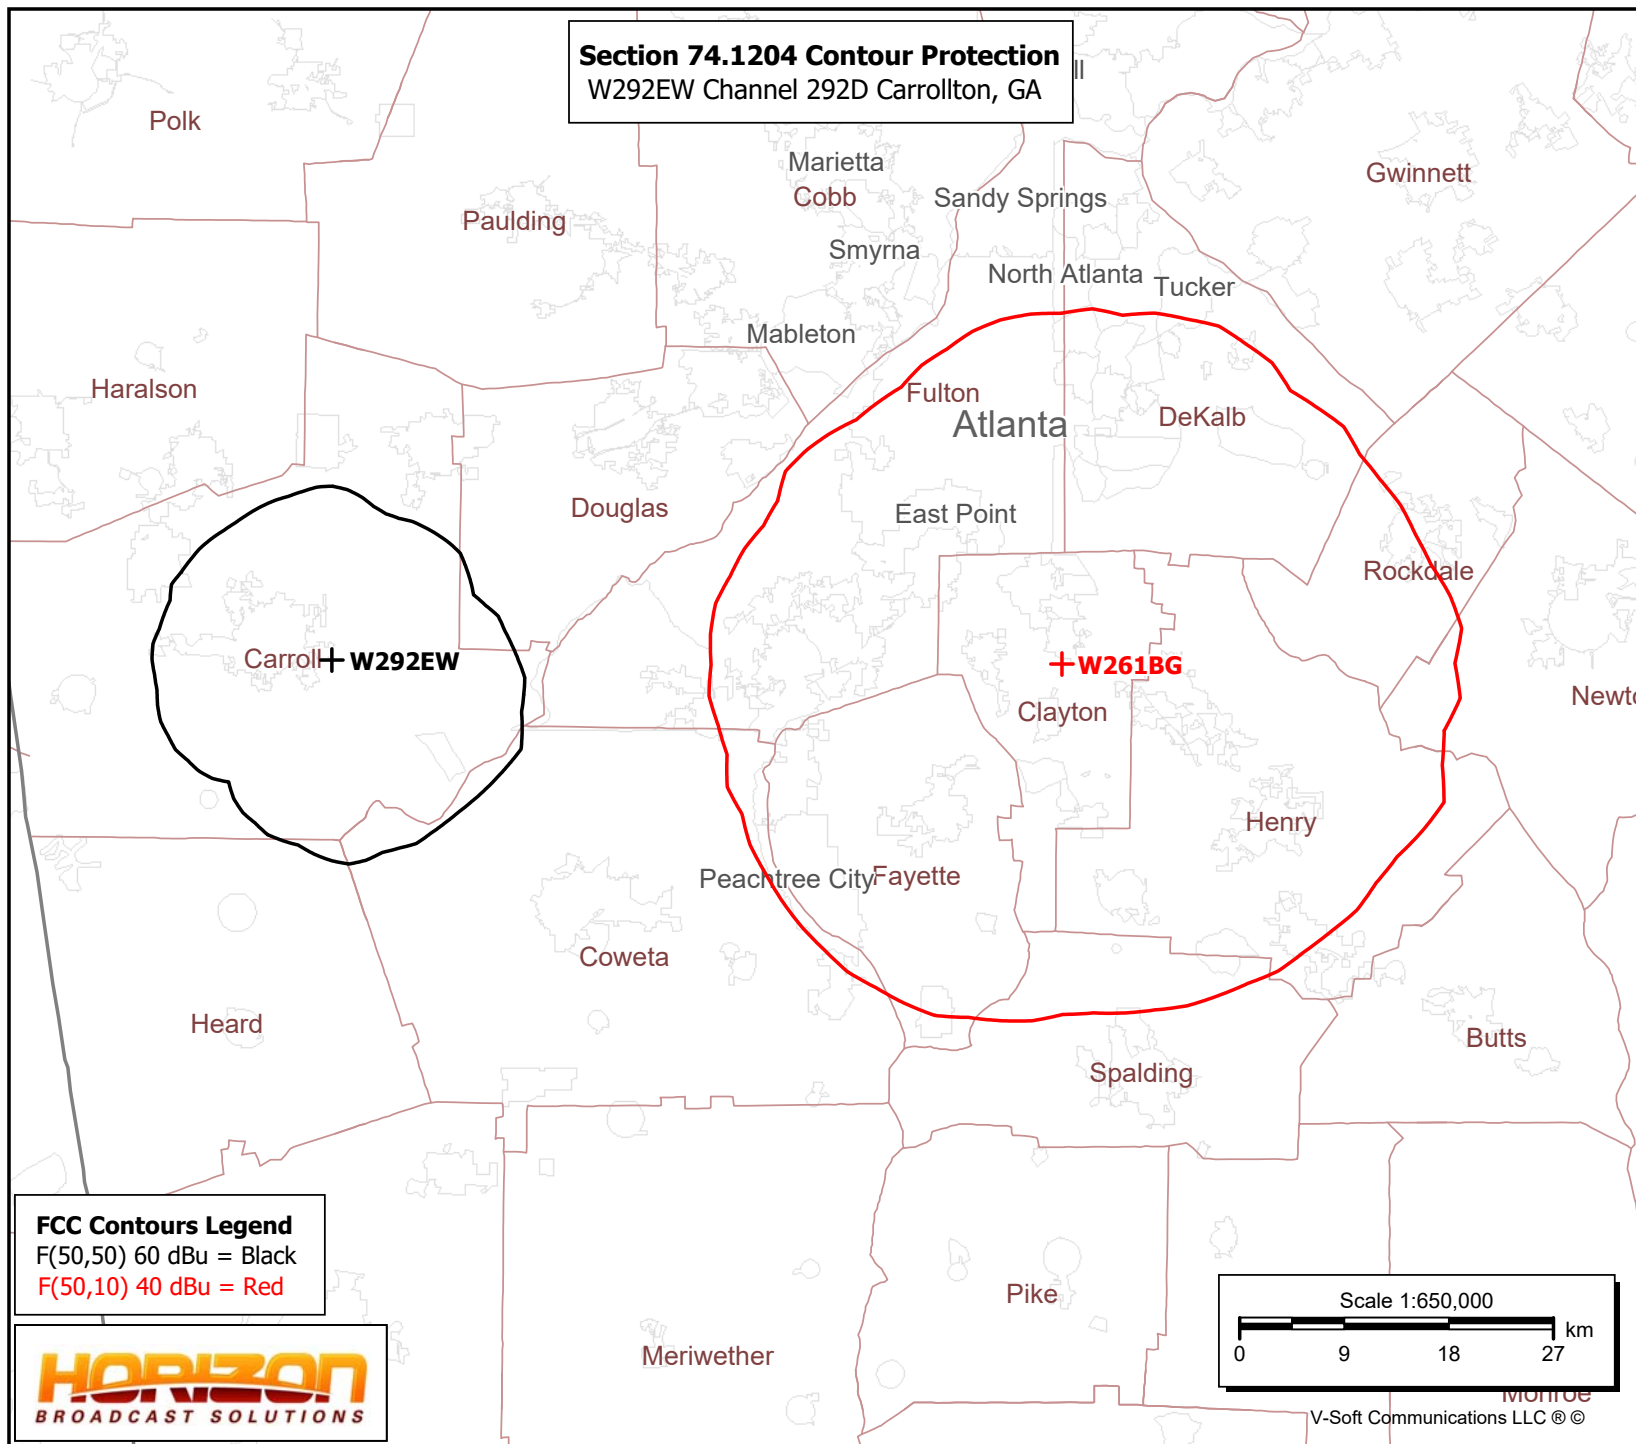 Section 74.1204 Contour Protection
W292EW Channel 292D Carrollton, GA
ll
Polk
Marietta
Cobb
Gwinnett
Sandy Springs
Paulding
Smyrna
North Atlanta
Tucker
Mableton
Haralson
Fulton
Atlanta
DeKalb
Douglas
East Point
Rockdale
Carroll
W292EW
W261BG
Newto
Clayton
Henry
Peachtree City
Fayette
Coweta
Heard
Butts
Spalding
FCC Contours Legend
F(50,50) 60 dBu = Black
F(50,10) 40 dBu = Red
Pike
Scale 1:650,000
km
0 9 18 27
Meriwether
Monroe
HORIZON
BROADCAST SOLUTIONS
V-Soft Communications LLC ® ©